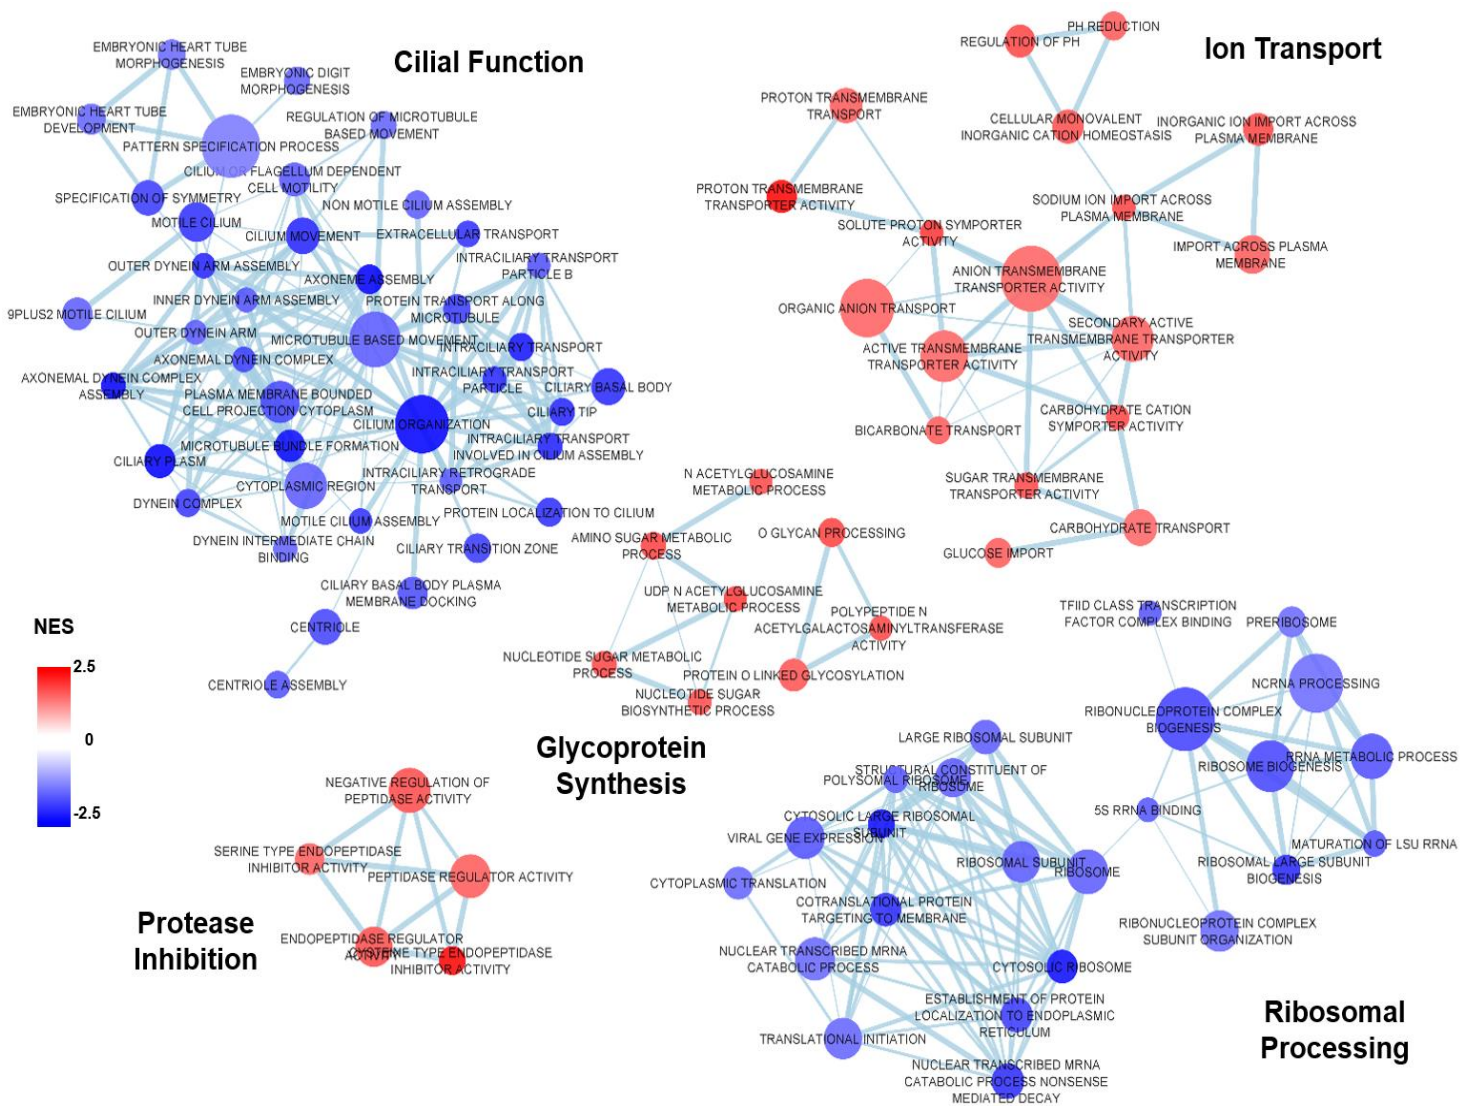 Cilial Function
EMBRYONIC HEART TUBE
MORPHOGENESIS
EMBRYONIC DIGIT
MORPHOGENESIS
EMBRYONIC HEART TUBE
DEVELOPMENT
REGULATION OF MICROTUBULE
BASED MOVEMENT
PATTERN SPECIFICATION PROCESS
CILIUM OR FLAGELLUM DEPENDENT
CELL MOTILITY
SPECIFICATION OF SYMMETRY
NON MOTILE CILIUM ASSEMBLY
MOTILE CILIUM
CILIUM MOVEMENT
EXTRACELLULAR TRANSPORT
OUTER DYNEIN ARM ASSEMBLY
INTRACILIARY TRANSPORT
PARTICLE B
AXONEME ASSEMBLY
INNER DYNEIN ARM ASSEMBLY
PROTEIN TRANSPORT ALONG
MICROTUBULE
9PLUS2 MOTILE CILIUM
OUTER DYNEIN ARM
MICROTUBULE BASED MOVEMENT
INTRACILIARY TRANSPORT
AXONEMAL DYNEIN COMPLEX
AXONEMAL DYNEIN COMPLEX
ASSEMBLY
INTRACILIARY TRANSPORT
PARTICLE
CILIARY BASAL BODY
PLASMA MEMBRANE BOUNDED
CELL PROJECTION CYTOPLASM
CILIARY TIP
CILIUM ORGANIZATION
MICROTUBULE BUNDLE FORMATION
INTRACILIARY TRANSPORT
INVOLVED IN CILIUM ASSEMBLY
CILIARY PLASM
INTRACILIARY RETROGRADE
TRANSPORT
CYTOPLASMIC REGION
DYNEIN COMPLEX
MOTILE CILIUM ASSEMBLY
PROTEIN LOCALIZATION TO CILIUM
DYNEIN INTERMEDIATE CHAIN
BINDING
CILIARY TRANSITION ZONE
CILIARY BASAL BODY PLASMA
MEMBRANE DOCKING
CENTRIOLE
CENTRIOLE ASSEMBLY
Ion Transport
PH REDUCTION
REGULATION OF PH
PROTON TRANSMEMBRANE
TRANSPORT
CELLULAR MONOVALENT
INORGANIC CATION HOMEOSTASIS
INORGANIC ION IMPORT ACROSS
PLASMA MEMBRANE
PROTON TRANSMEMBRANE
TRANSPORTER ACTIVITY
SODIUM ION IMPORT ACROSS
PLASMA MEMBRANE
SOLUTE PROTON SYMPORTER
ACTIVITY
IMPORT ACROSS PLASMA
MEMBRANE
ANION TRANSMEMBRANE
TRANSPORTER ACTIVITY
ORGANIC ANION TRANSPORT
SECONDARY ACTIVE
TRANSMEMBRANE TRANSPORTER
ACTIVITY
ACTIVE TRANSMEMBRANE
TRANSPORTER ACTIVITY
CARBOHYDRATE CATION
SYMPORTER ACTIVITY
BICARBONATE TRANSPORT
SUGAR TRANSMEMBRANE
TRANSPORTER ACTIVITY
CARBOHYDRATE TRANSPORT
GLUCOSE IMPORT
N ACETYLGLUCOSAMINE
METABOLIC PROCESS
AMINO SUGAR METABOLIC
PROCESS
O GLYCAN PROCESSING
UDP N ACETYLGLUCOSAMINE
METABOLIC PROCESS
POLYPEPTIDE N
ACETYLGALACTOSAMINYLTRANSFERASE
ACTIVITY
NUCLEOTIDE SUGAR METABOLIC
PROCESS
PROTEIN O LINKED GLYCOSYLATION
NUCLEOTIDE SUGAR
BIOSYNTHETIC PROCESS
Glycoprotein
Synthesis
NES
2.5
0
-2.5
NEGATIVE REGULATION OF
PEPTIDASE ACTIVITY
SERINE TYPE ENDOPEPTIDASE
INHIBITOR ACTIVITY
PEPTIDASE REGULATOR ACTIVITY
ENDOPEPTIDASE REGULATOR
ACTIVITY
CYSTEINE TYPE ENDOPEPTIDASE
INHIBITOR ACTIVITY
Protease
Inhibition
TFIID CLASS TRANSCRIPTION
FACTOR COMPLEX BINDING
PRERIBOSOME
NCRNA PROCESSING
RIBONUCLEOPROTEIN COMPLEX
BIOGENESIS
RRNA METABOLIC PROCESS
RIBOSOME BIOGENESIS
5S RRNA BINDING
MATURATION OF LSU RRNA
RIBOSOMAL LARGE SUBUNIT
BIOGENESIS
RIBONUCLEOPROTEIN COMPLEX
SUBUNIT ORGANIZATION
LARGE RIBOSOMAL SUBUNIT
STRUCTURAL CONSTITUENT OF
RIBOSOME
POLYSOMAL RIBOSOME
CYTOSOLIC LARGE RIBOSOMAL
SUBUNIT
VIRAL GENE EXPRESSION
RIBOSOMAL SUBUNIT
RIBOSOME
CYTOPLASMIC TRANSLATION
COTRANSLATIONAL PROTEIN
TARGETING TO MEMBRANE
NUCLEAR TRANSCRIBED MRNA
CATABOLIC PROCESS
CYTOSOLIC RIBOSOME
ESTABLISHMENT OF PROTEIN
LOCALIZATION TO ENDOPLASMIC
RETICULUM
TRANSLATIONAL INITIATION
NUCLEAR TRANSCRIBED MRNA
CATABOLIC PROCESS NONSENSE
MEDIATED DECAY
Ribosomal
Processing